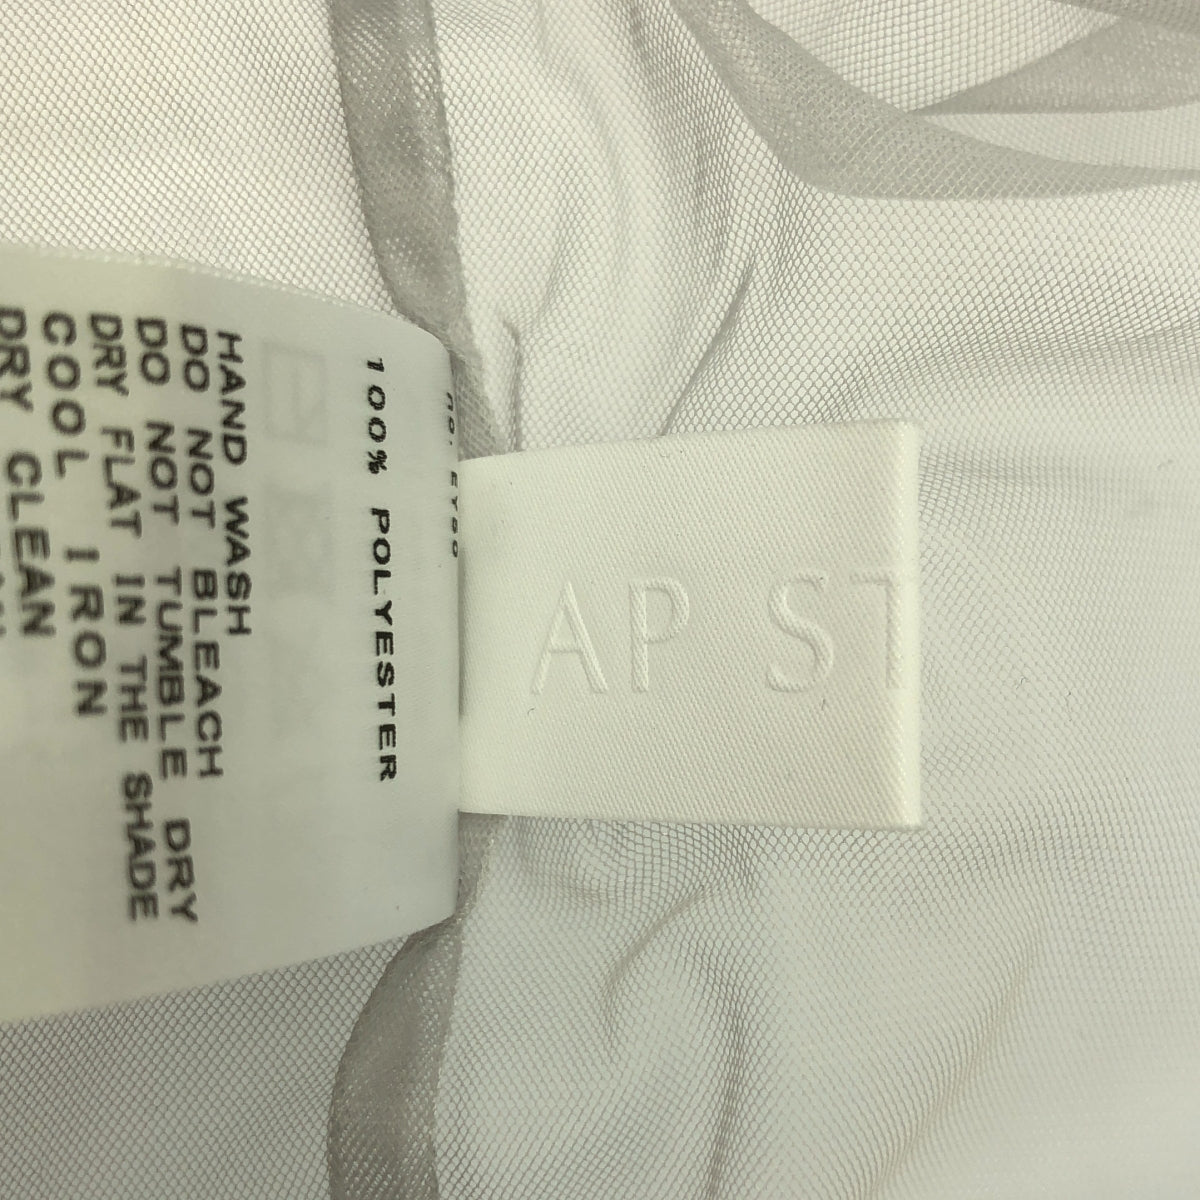 AP ST
100% POLYESTER
HAND WASH
DO NOT BLEACH
DO NOT TUMBLE DRY
DRY FLAT IN THE SHADE
COOL IRON
DRY CLEAN